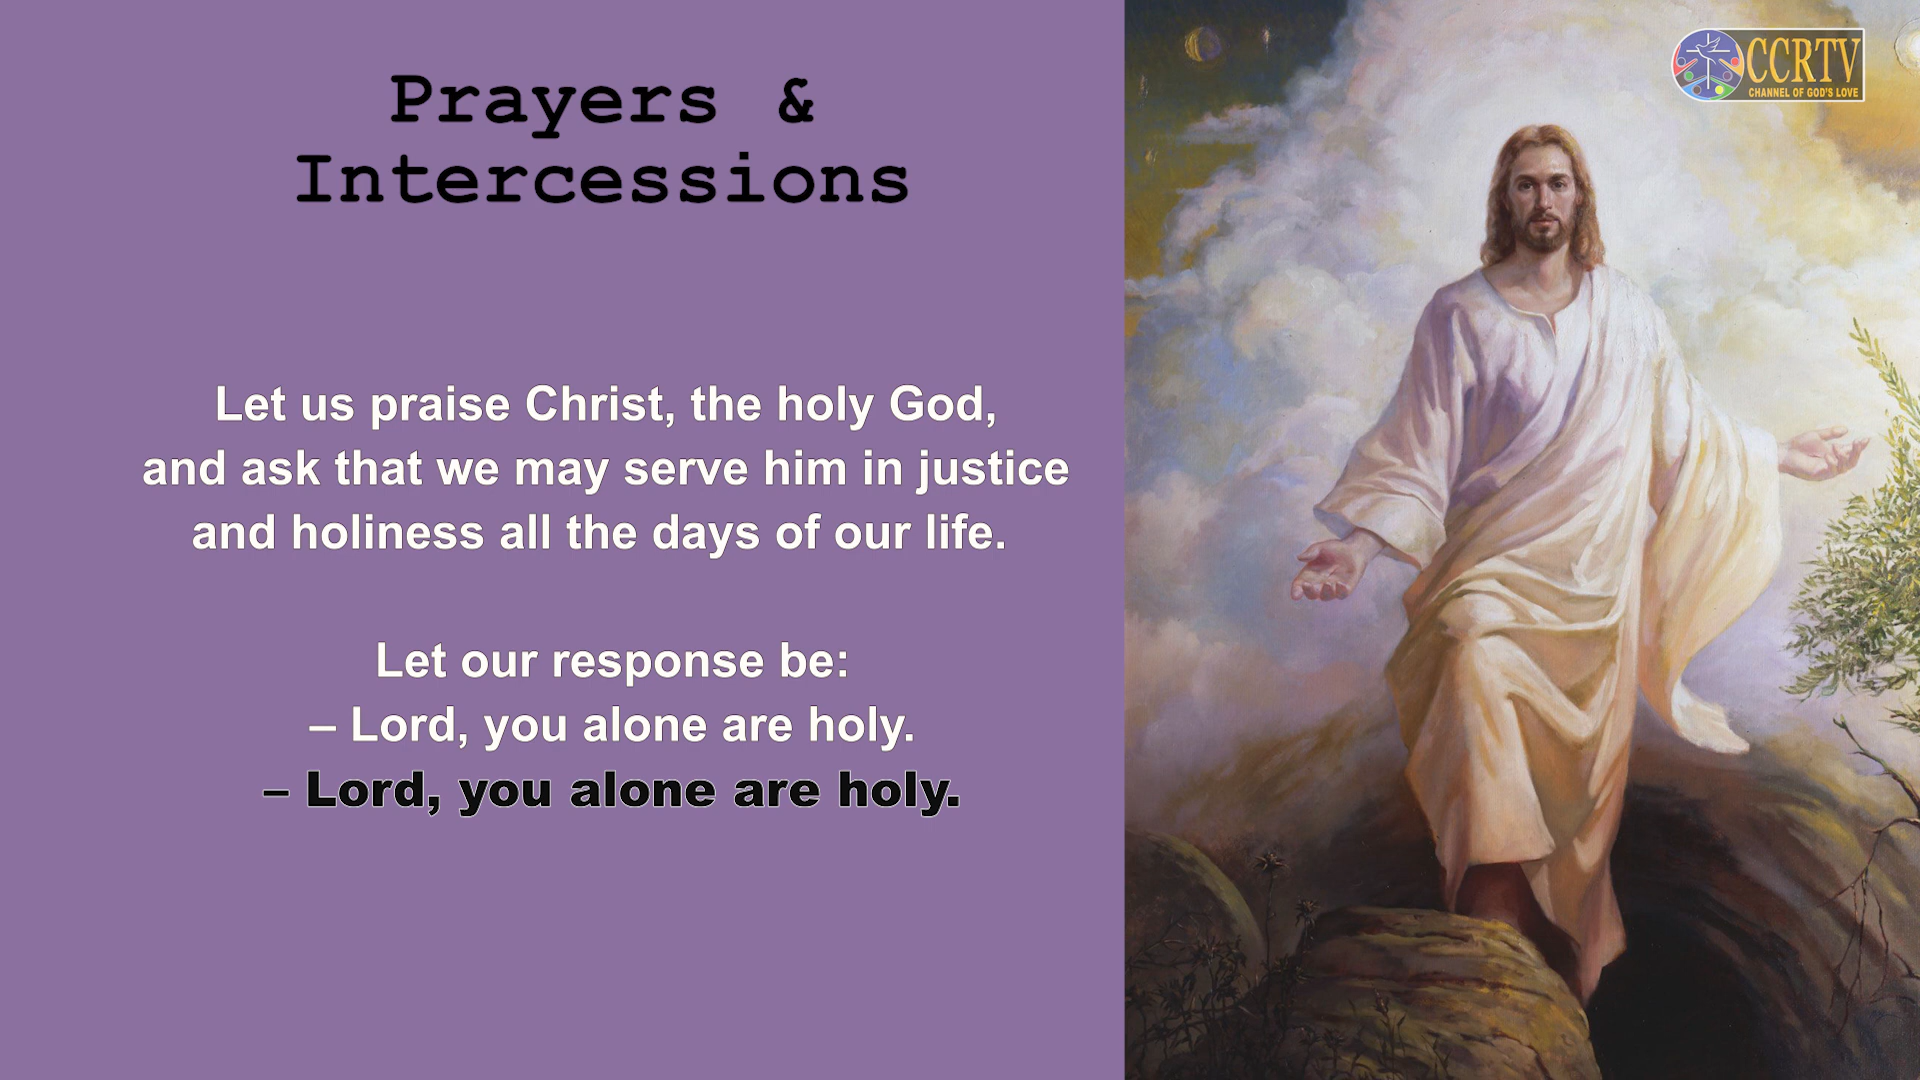 Prayers &
Intercessions
CCRTV
CHANNEL OF GOD'S LOVE
Let us praise Christ, the holy God,
and ask that we may serve him in justice
and holiness all the days of our life.
Let our response be:
– Lord, you alone are holy.
– Lord, you alone are holy.